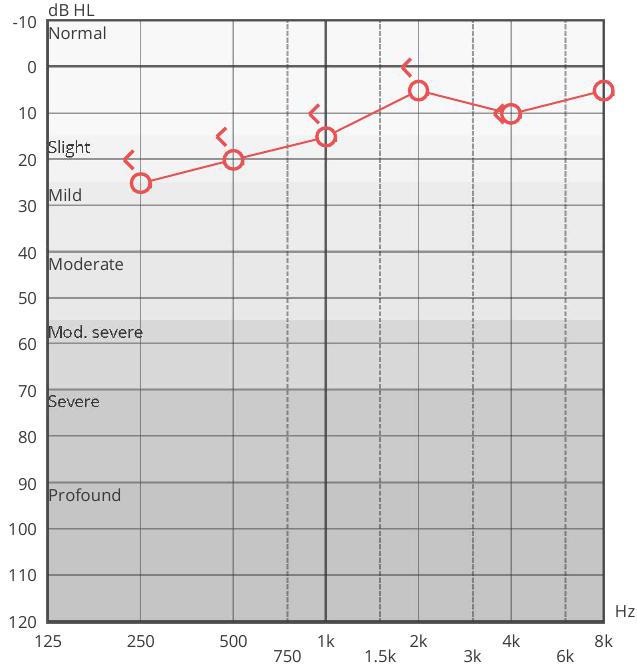 dB HL
-10
Normal
0
10
Slight
20
Mild
30
40
Moderate
50
Mod. severe
60
70
Severe
80
90
Profound
100
110
120
Hz
125 250 500 1k 2k 4k 8k
750 1.5k 3k 6k